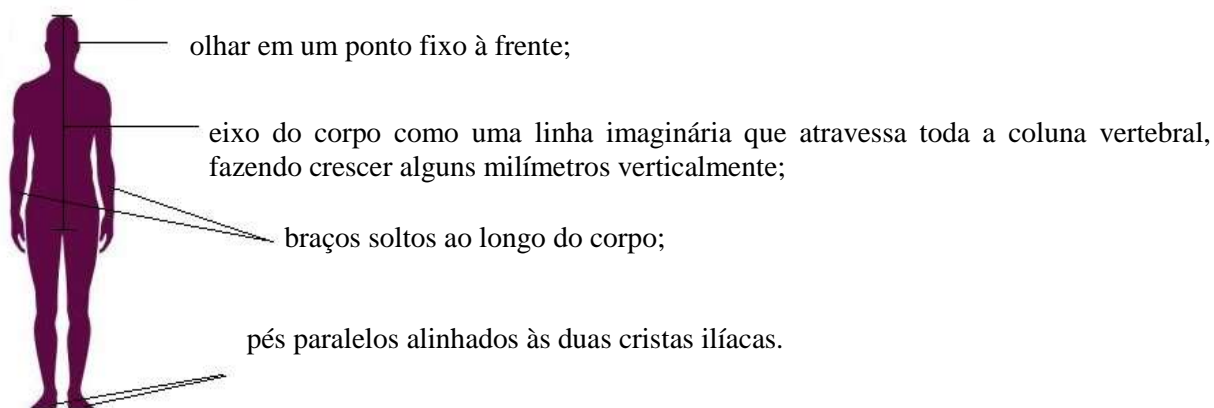 olhar em um ponto fixo à frente;
eixo do corpo como uma linha imaginária que atravessa toda a coluna vertebral,
fazendo crescer alguns milímetros verticalmente;
braços soltos ao longo do corpo;
pés paralelos alinhados às duas cristas ilíacas.